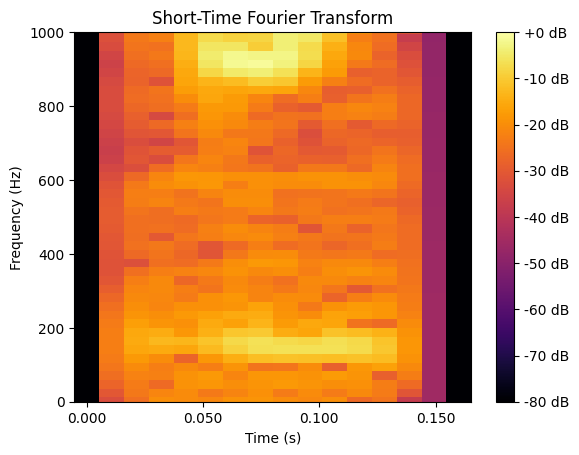 Short-Time Fourier Transform
1000
800
600
400
200
0
Frequency (Hz)
0.000
0.050
0.100
0.150
Time (s)
+0 dB
-10 dB
-20 dB
-30 dB
-40 dB
-50 dB
-60 dB
-70 dB
-80 dB